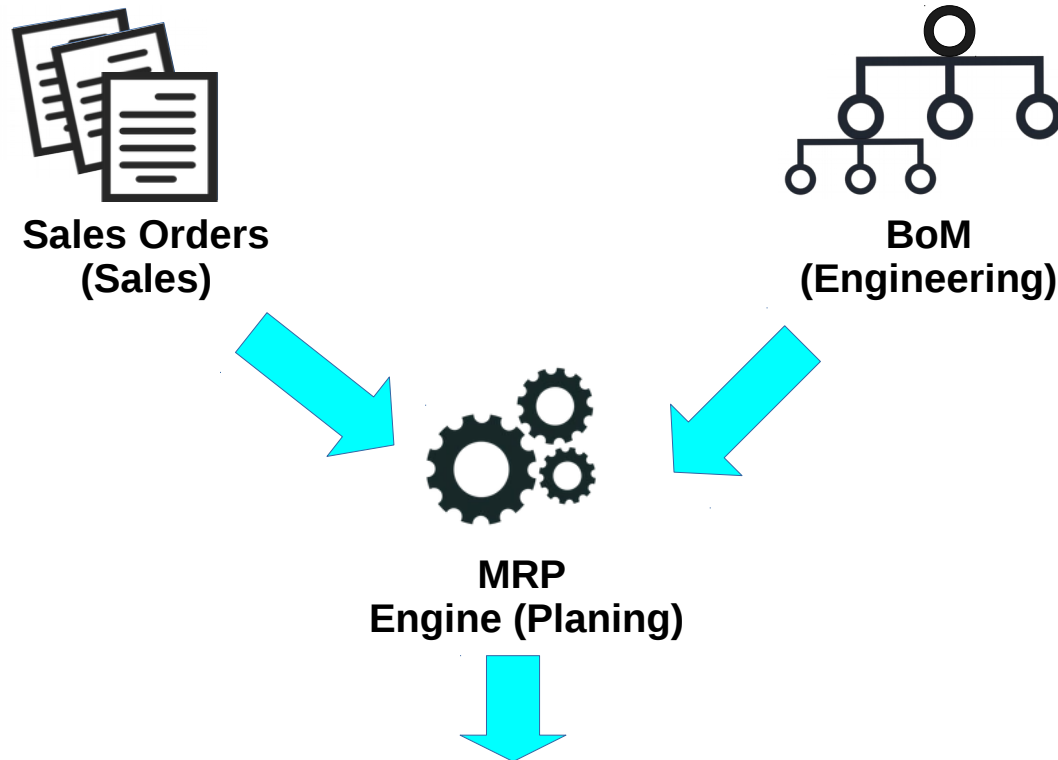 Sales Orders
(Sales)
BoM
(Engineering)
MRP
Engine (Planing)